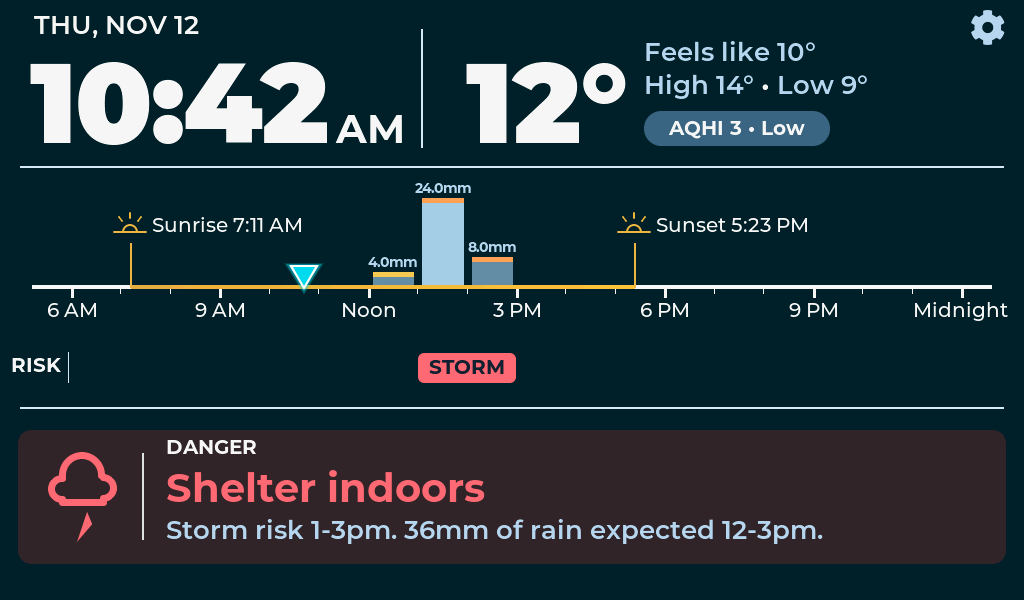 THU, NOV 12
10:42 AM
12°
Feels like 10°
High 14° • Low 9°
AQHI 3 • Low
24.0mm
Sunrise 7:11 AM
Sunset 5:23 PM
8.0mm
4.0mm
6 AM 9 AM Noon 3 PM 6 PM 9 PM Midnight
RISK STORM
DANGER
Shelter indoors
Storm risk 1-3pm. 36mm of rain expected 12-3pm.